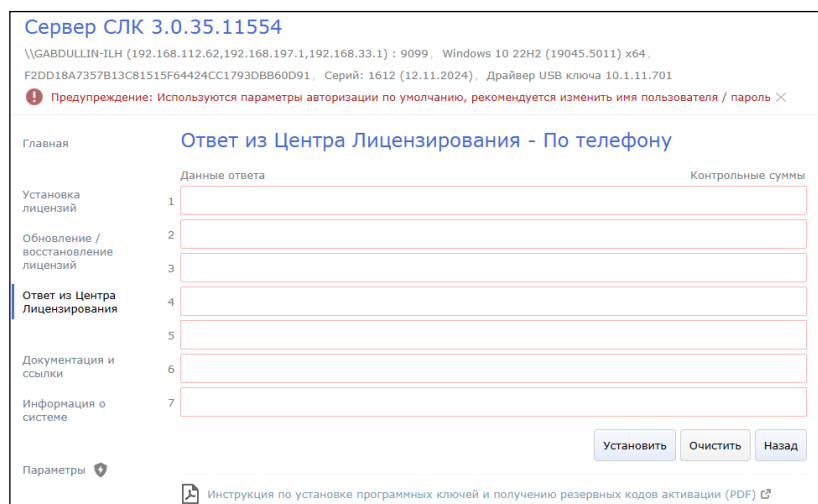 Сервер СЛК 3.0.35.11554
\\GABDULLIN-ILH (192.168.112.62,192.168.197.1,192.168.33.1) : 9099, Windows 10 22H2 (19045.5011) x64,
F2DD18A7357B13C81515F64424CC1793DBB60D91, Серий: 1612 (12.11.2024), Драйвер USB ключа 10.1.11.701
Предупреждение: Используются параметры авторизации по умолчанию, рекомендуется изменить имя пользователя / пароль
Главная
Установка
лицензий
Обновление /
восстановление
лицензий
Ответ из Центра
Лицензирования
Документация и
ссылки
Информация о
системе
Параметры
Ответ из Центра Лицензирования - По телефону
Данные ответа Контрольные суммы
1
2
3
4
5
6
7
Установить Очистить Назад
Инструкция по установке программных ключей и получению резервных кодов активации (PDF)